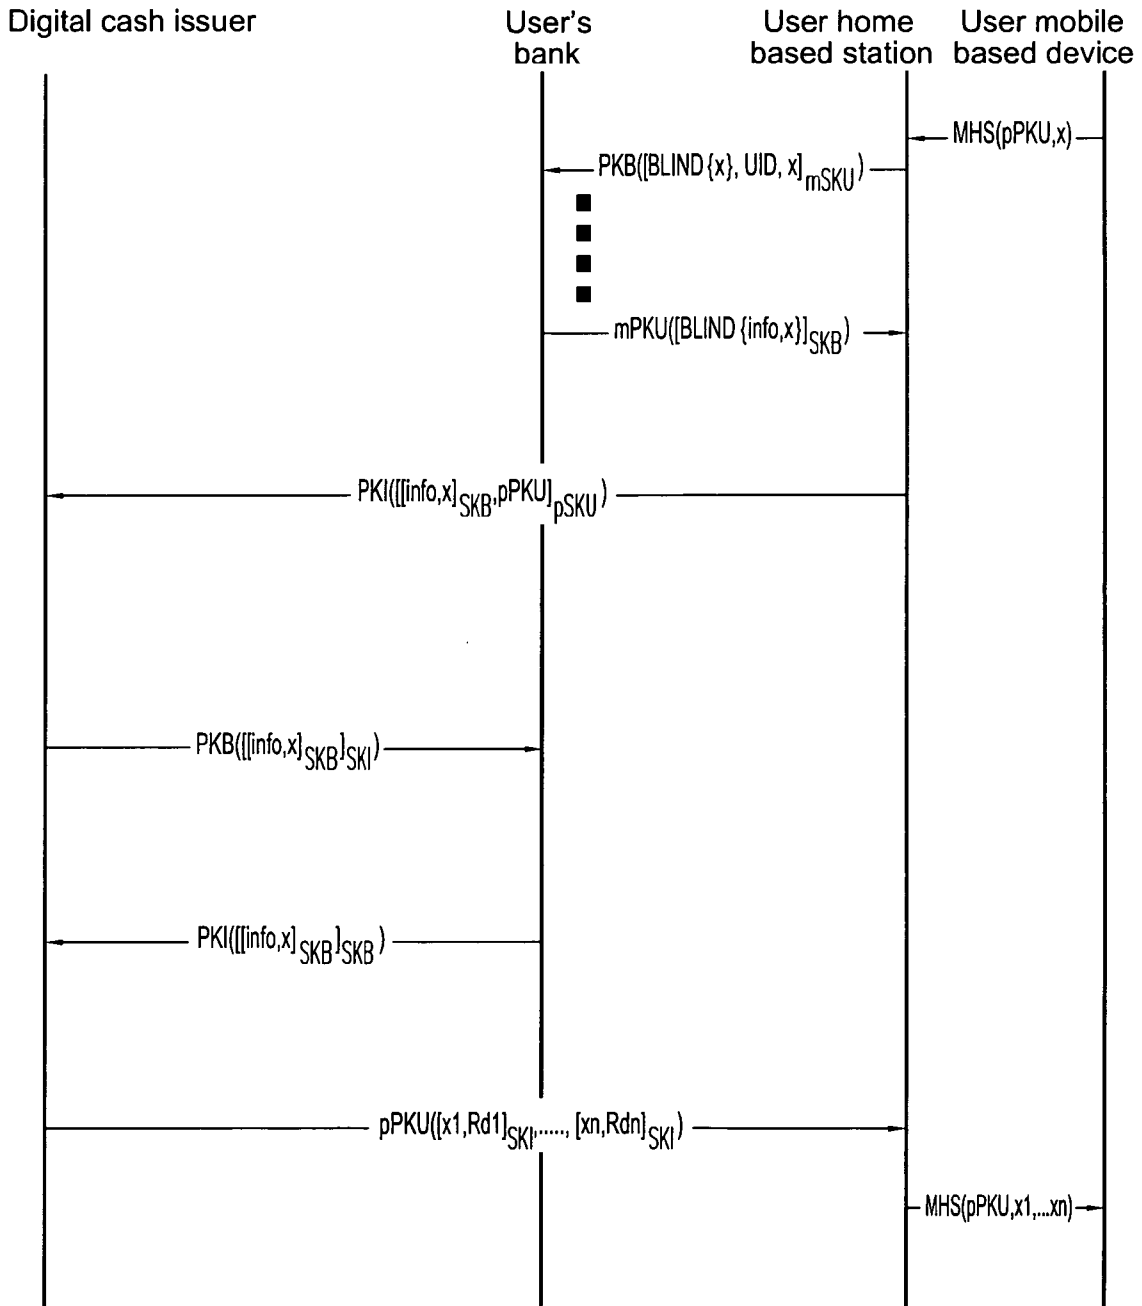 Digital cash issuer
User's bank
User home based station
User mobile based device
MHS(pPKU,x)
PKB([BLIND {x}, UID, x]mSKU)
mPKU([BLIND {info,x}]SKB)
PKI([[info,x]SKB,pPKU]pSKU)
PKB([[info,x]SKB]SKI)
PKI([[info,x]SKB]SKB)
pPKU([x1,Rd1]SKI,....., [xn,Rdn]SKI)
MHS(pPKU,x1,...xn)